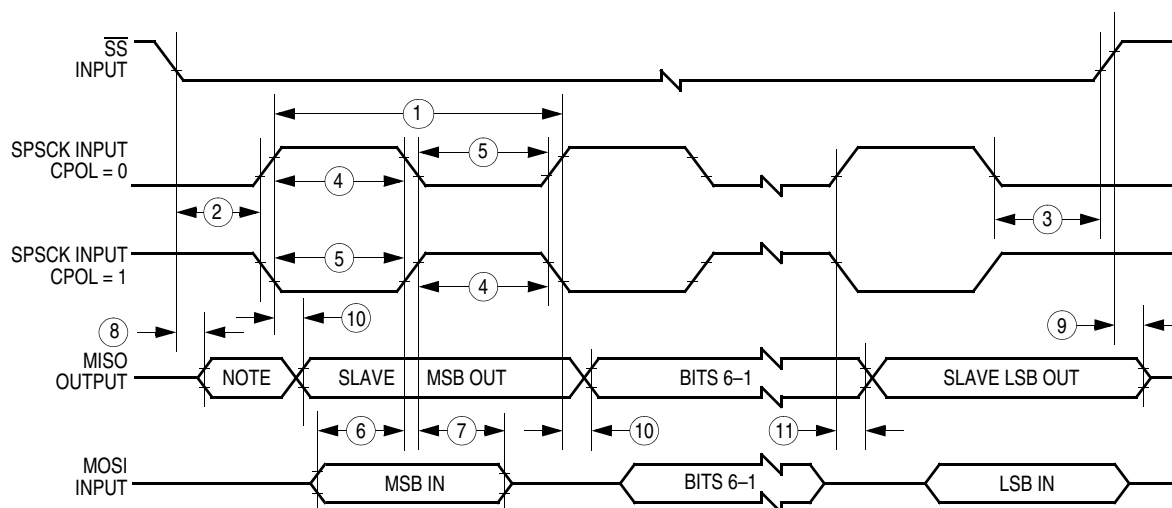 SS
INPUT
1
SPSCK INPUT
CPOL = 0
5
4
2
3
SPSCK INPUT
CPOL = 1
5
4
8
10
9
MISO
OUTPUT
NOTE
SLAVE MSB OUT
BITS 6–1
SLAVE LSB OUT
6
7
10
11
MOSI
INPUT
MSB IN
BITS 6–1
LSB IN